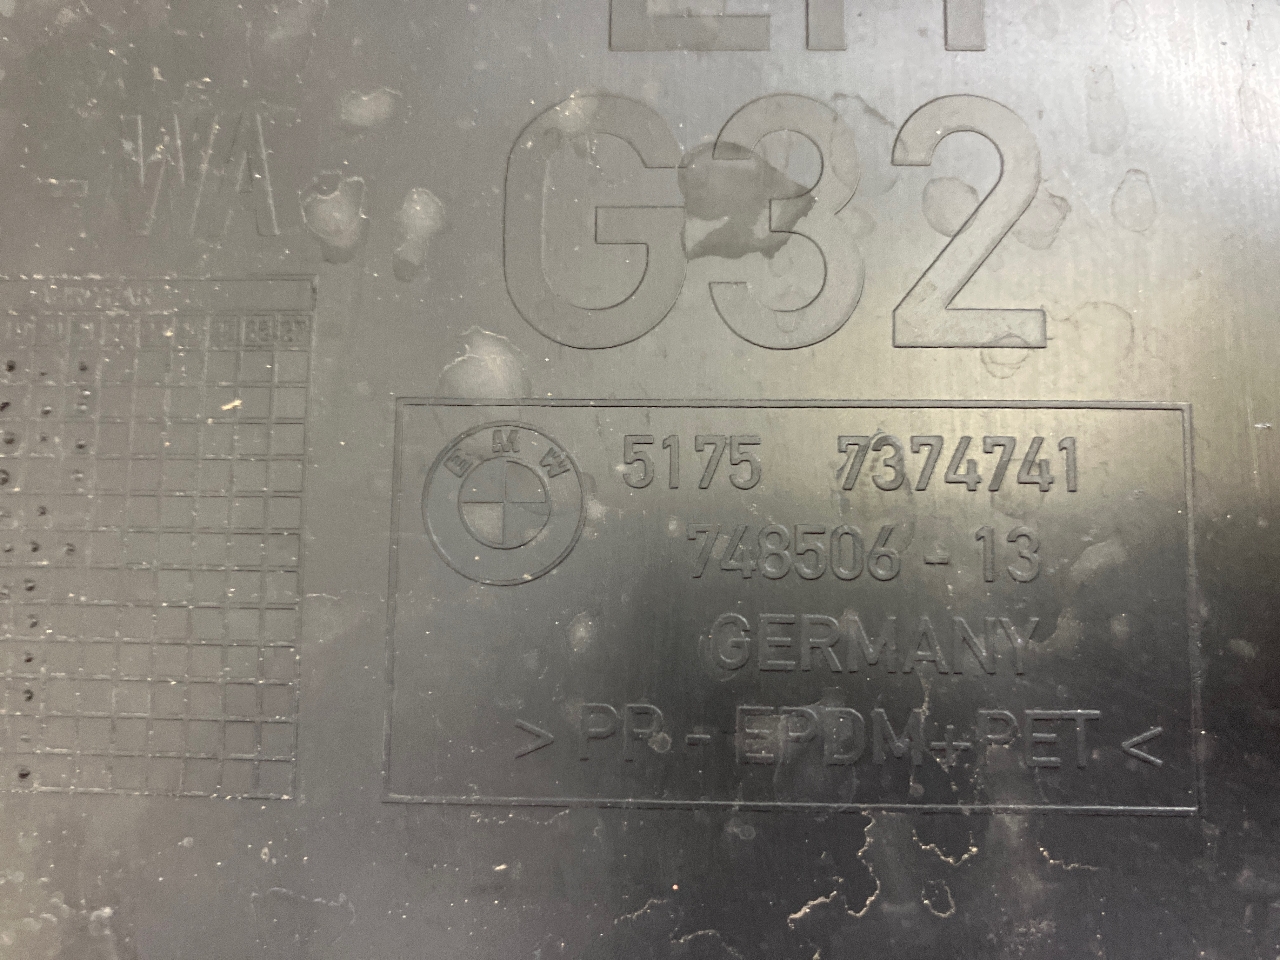 G32
WA
BMW
5175 7374741
748506 - 13
GERMANY
>PP - EPDM+PET<